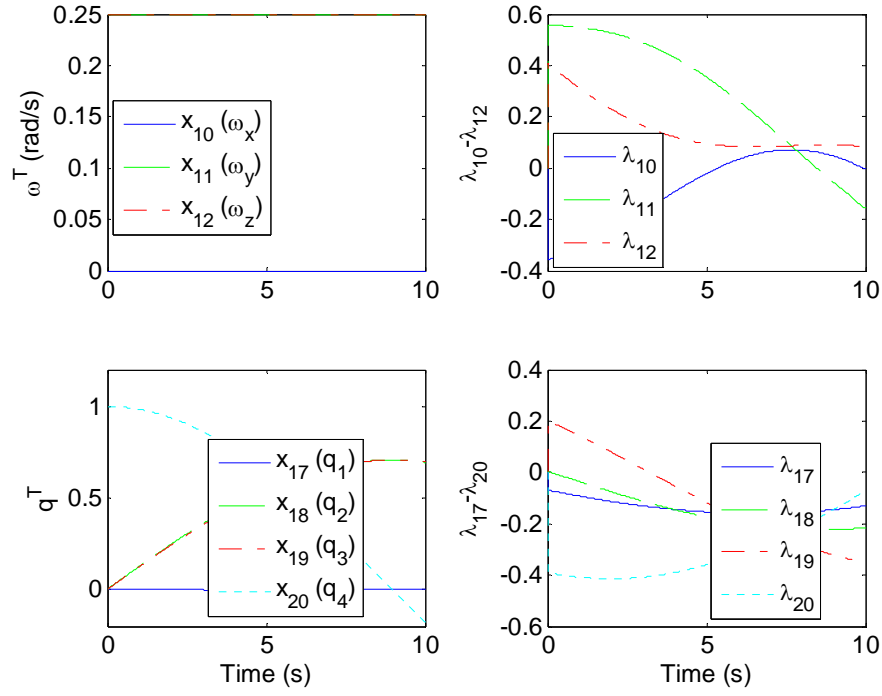 0.25
0.2
0.15
0.1
0.05
0
0 5 10
ω^T (rad/s)
x_10 (ω_x)
x_11 (ω_y)
x_12 (ω_z)
0.6
0.4
0.2
0
-0.2
-0.4
0 5 10
λ_10-λ_12
λ_10
λ_11
λ_12
1
0.5
0
0 5 10
q^T
Time (s)
x_17 (q_1)
x_18 (q_2)
x_19 (q_3)
x_20 (q_4)
0.4
0.2
0
-0.2
-0.4
-0.6
0 5 10
λ_17-λ_20
Time (s)
λ_17
λ_18
λ_19
λ_20